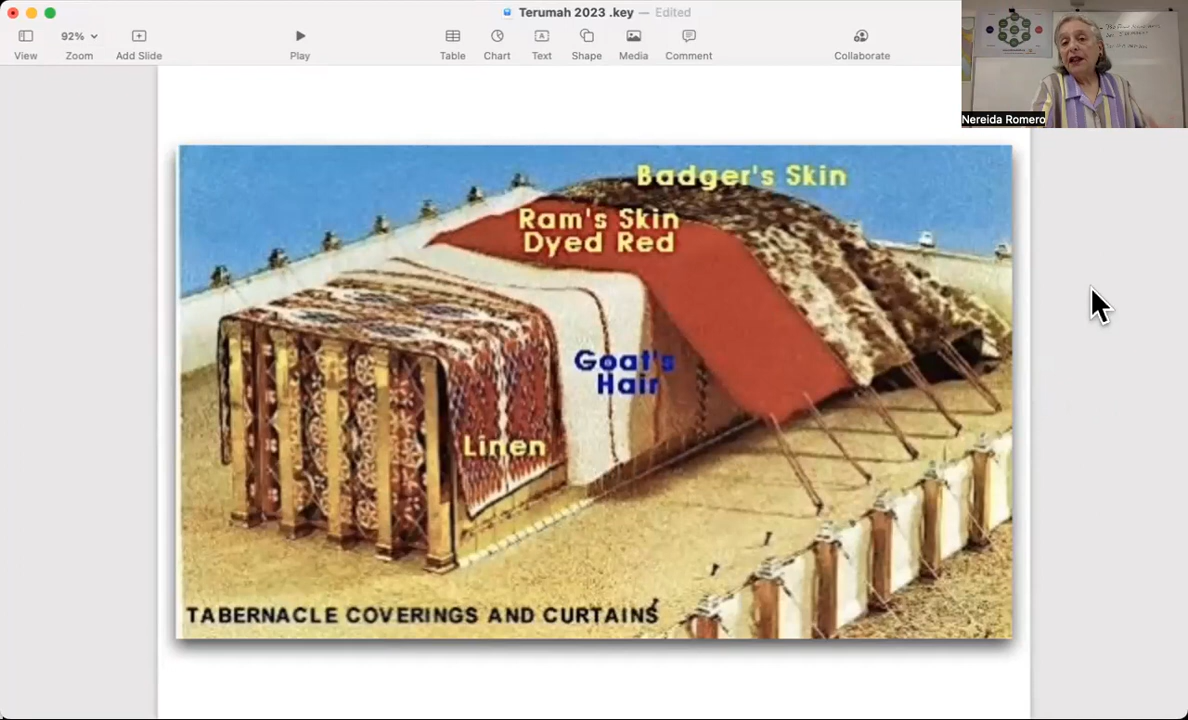 Terumah 2023 .key — Edited
92%
View
Zoom
Add Slide
Play
Table
Chart
Text
Shape
Media
Comment
Collaborate
Nereida Romero
Badger's Skin
Ram's Skin
Dyed Red
Goat's
Hair
Linen
TABERNACLE COVERINGS AND CURTAINS